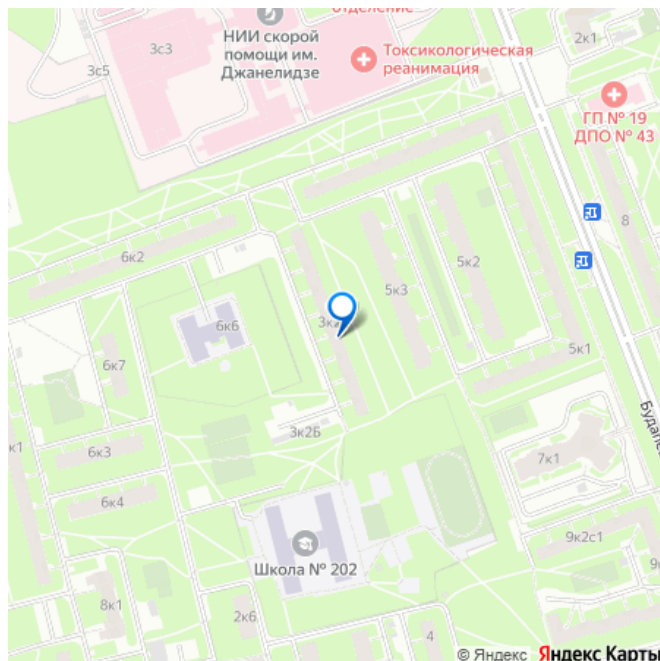 отделение
3с3
НИИ скорой
помощи им.
Джанелидзе
3с5
Токсикологическая
реанимация
2к1
ГП № 19
ДПО № 43
8
6к2
5к2
5к3
6к6
6к7
5к1
3к2Б
7к1
к1
6к3
6к4
9к2с1
Школа № 202
8к1
2к6
4
© Яндекс Яндекс Карты